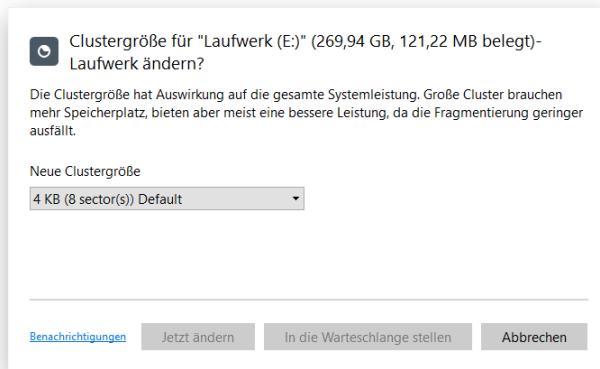 Clustergröße für "Laufwerk (E:)" (269,94 GB, 121,22 MB belegt)-
Laufwerk ändern?
Die Clustergröße hat Auswirkung auf die gesamte Systemleistung. Große Cluster brauchen
mehr Speicherplatz, bieten aber meist eine bessere Leistung, da die Fragmentierung geringer
ausfällt.
Neue Clustergröße
4 KB (8 sector(s)) Default
Benachrichtigungen Jetzt ändern In die Warteschlange stellen Abbrechen